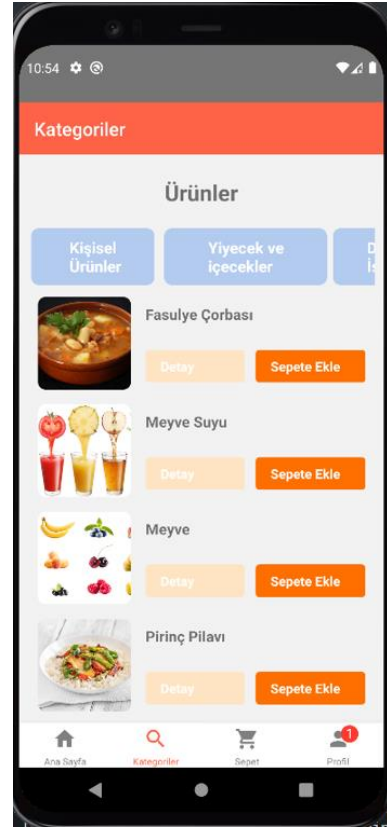 10:54
Kategoriler
Ürünler
Kişisel
Ürünler
Yiyecek ve
içecekler
Fasulye Çorbası
Detay
Sepete Ekle
Meyve Suyu
Detay
Sepete Ekle
Meyve
Detay
Sepete Ekle
Pirinç Pilavı
Detay
Sepete Ekle
1
Ana Sayfa
Kategoriler
Sepet
Profil